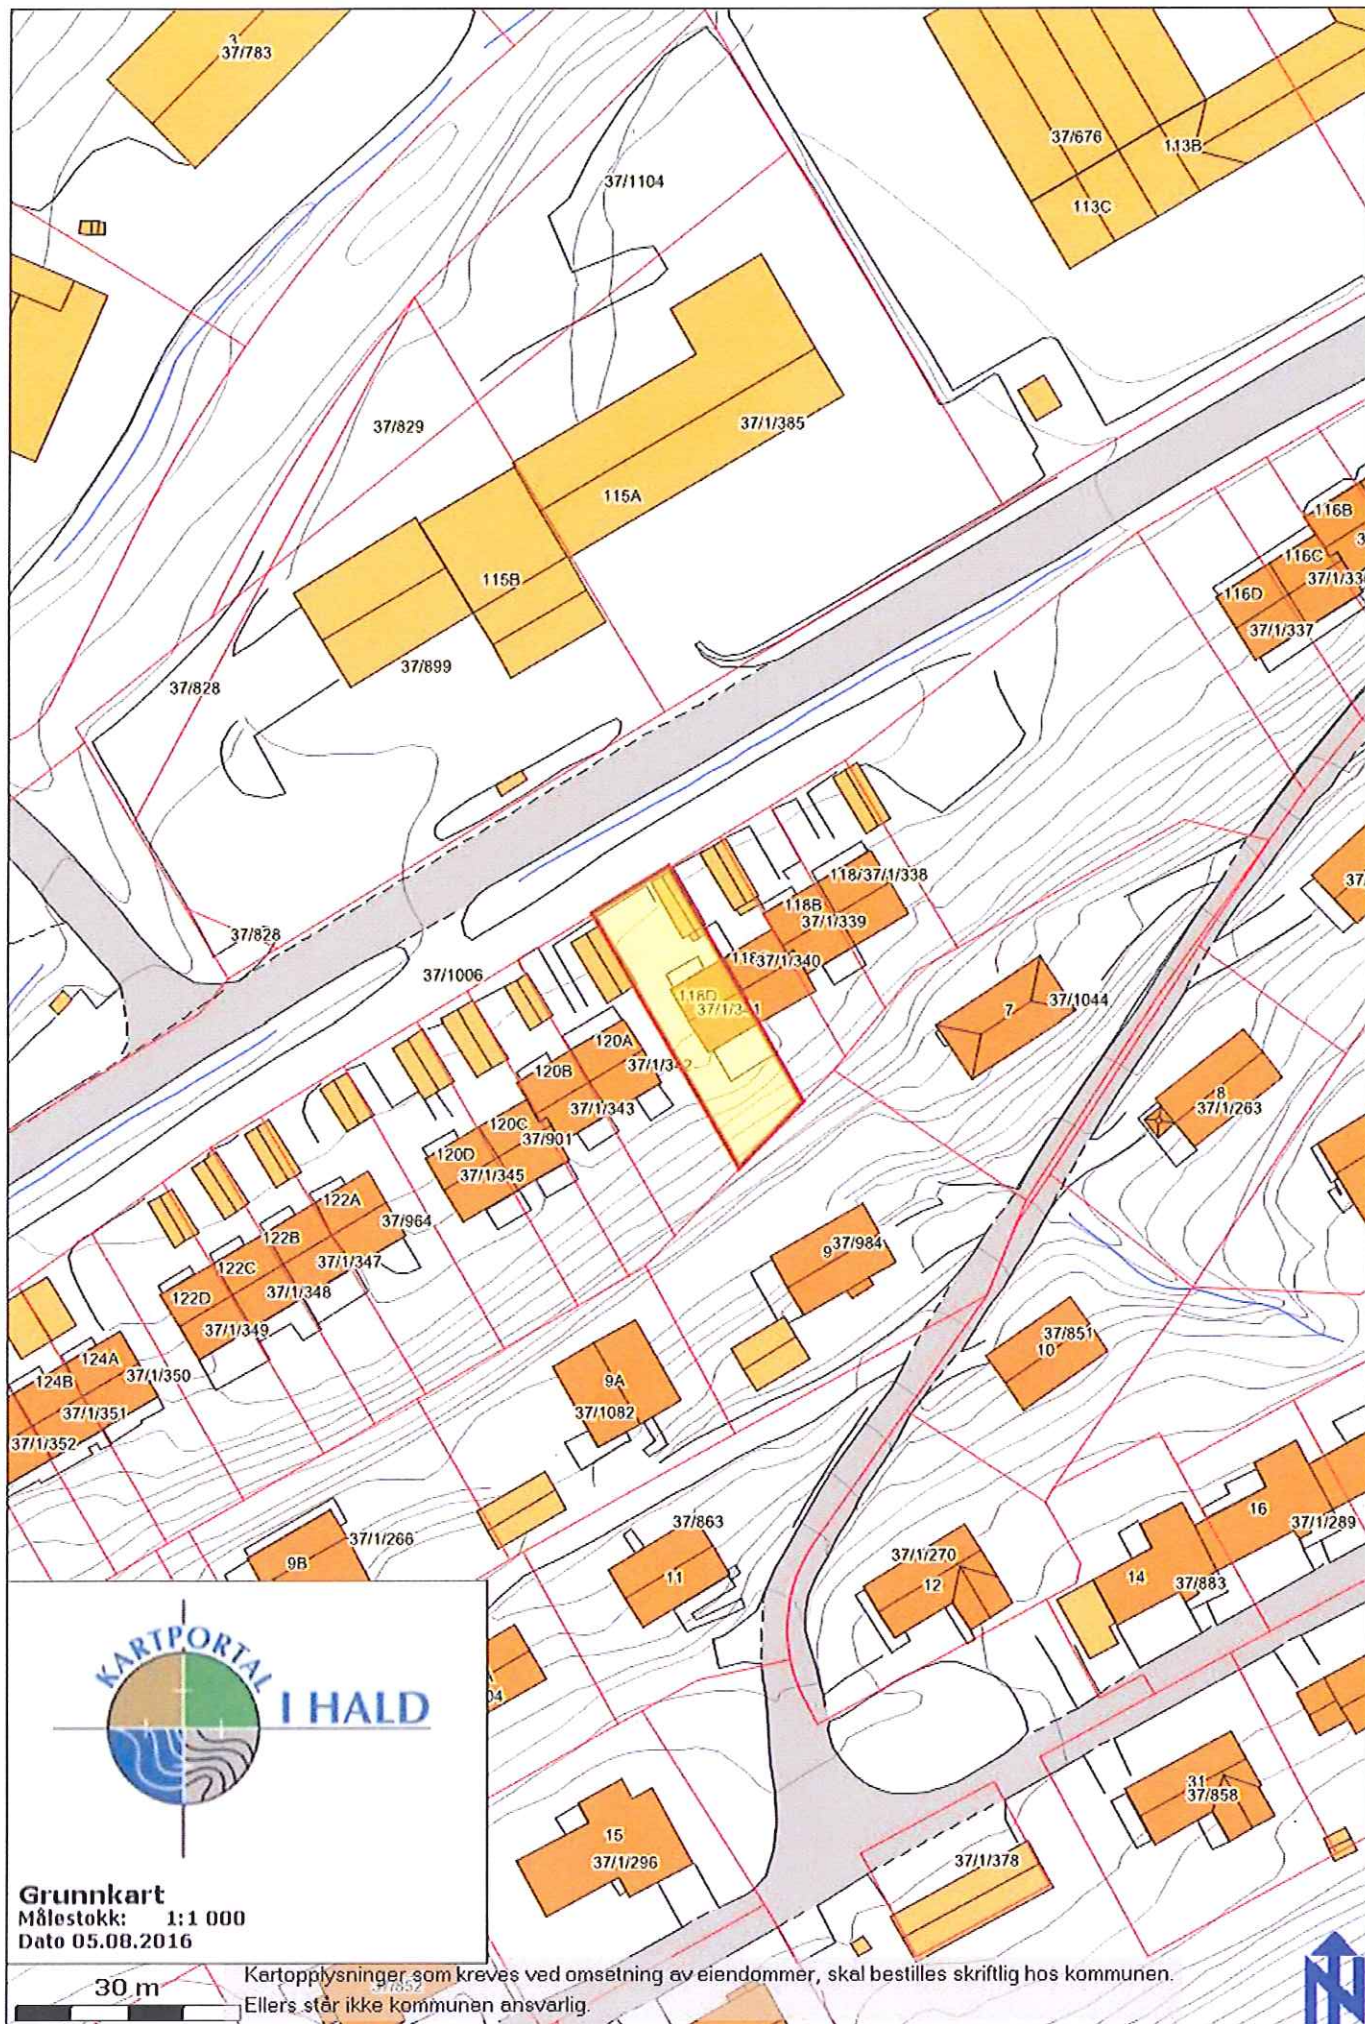 3
37/783
37/676
113B
113C
37/1104
37/829
37/1/385
115A
115B
37/899
37/828
116B
116C
37/1/33
116D
37/1/337
118/37/1/338
118B
37/1/339
37/1/340
118D
37/1/341
37/828
37/1006
7
37/1044
120A
37/1/342
120B
37/1/343
120C
37/901
120D
37/1/345
8
37/1/263
122A
37/964
122B
37/1/347
122C
37/1/348
122D
37/1/349
9
37/984
37/851
10
124A
37/1/350
124B
37/1/351
37/1/352
9A
37/1082
9B
37/1/266
37/863
11
37/1/270
12
16
37/1/289
14
37/883
04
31
37/858
15
37/1/296
37/1/378
KARTPORTAL
I HALD
Grunnkart
Målestokk: 1:1 000
Dato 05.08.2016
30 m
37/852
Kartopplysninger som kreves ved omsetning av eiendommer, skal bestilles skriftlig hos kommunen.
Ellers står ikke kommunen ansvarlig.
N